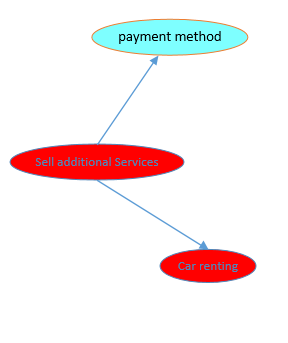 payment method
Sell additional Services
Car renting